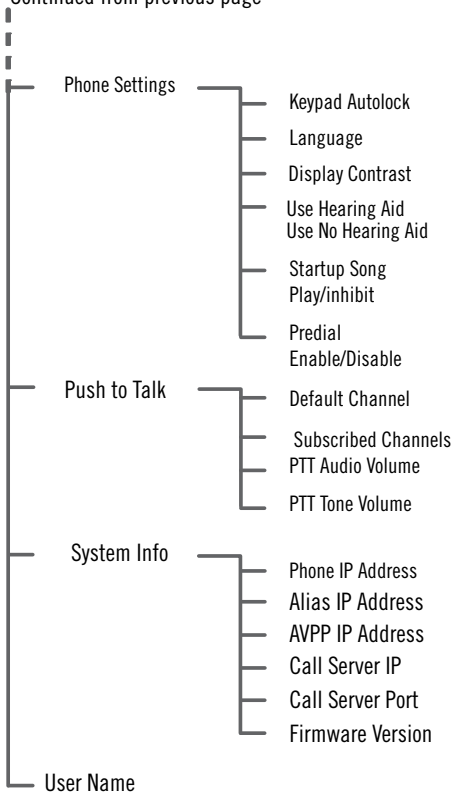 Continued from previous page
Phone Settings
Keypad Autolock
Language
Display Contrast
Use Hearing Aid
Use No Hearing Aid
Startup Song
Play/inhibit
Predial
Enable/Disable
Push to Talk
Default Channel
Subscribed Channels
PTT Audio Volume
PTT Tone Volume
System Info
Phone IP Address
Alias IP Address
AVPP IP Address
Call Server IP
Call Server Port
Firmware Version
User Name